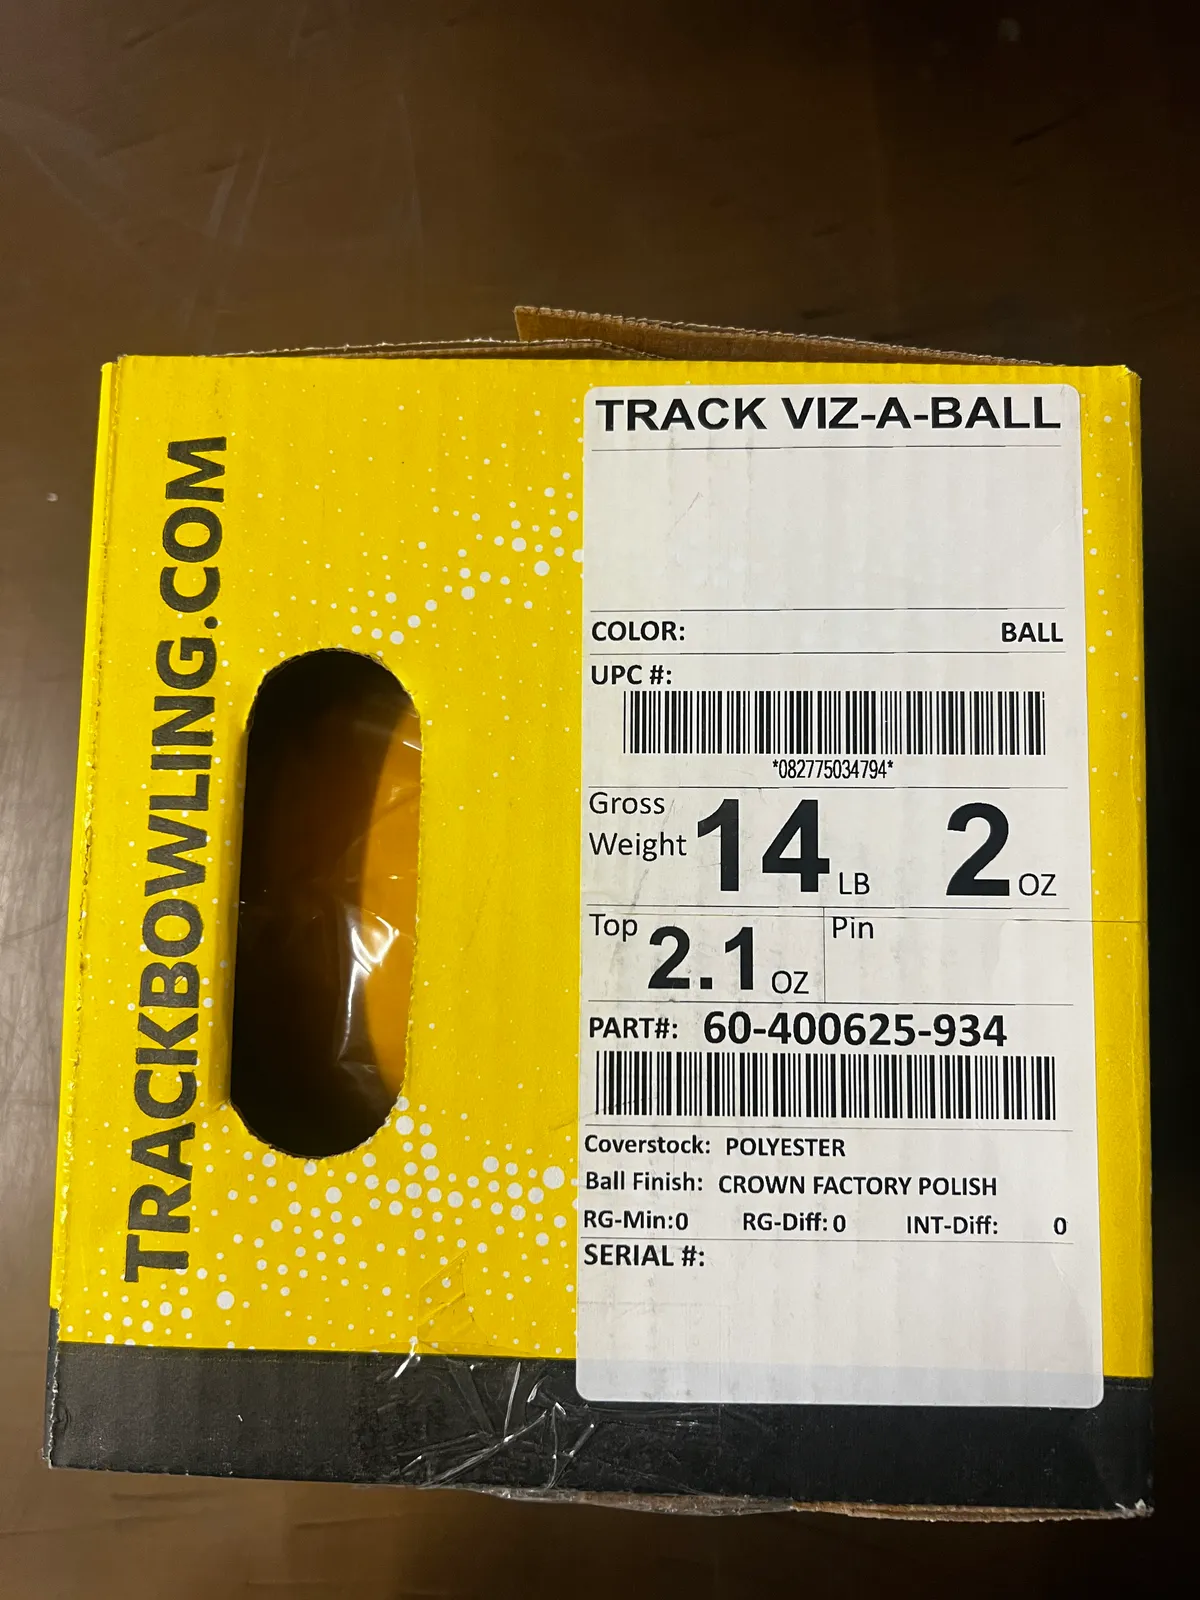 TRACKBOWLING.COM
TRACK VIZ-A-BALL
COLOR: BALL
UPC #:
*082775034794*
Gross Weight 14 LB 2 OZ
Top 2.1 OZ Pin
PART#: 60-400625-934
Coverstock: POLYESTER
Ball Finish: CROWN FACTORY POLISH
RG-Min:0 RG-Diff:0 INT-Diff: 0
SERIAL #: